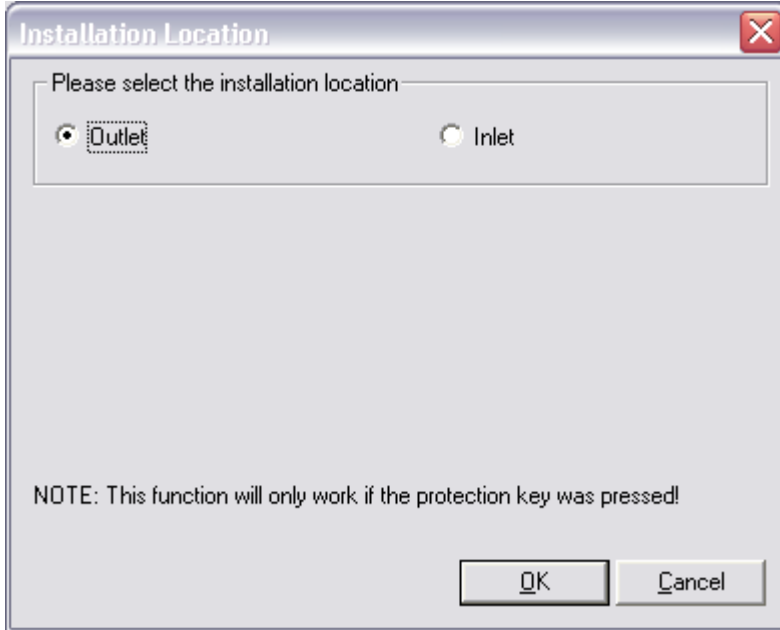 Installation Location
Please select the installation location
Outlet Inlet
NOTE: This function will only work if the protection key was pressed!
OK Cancel